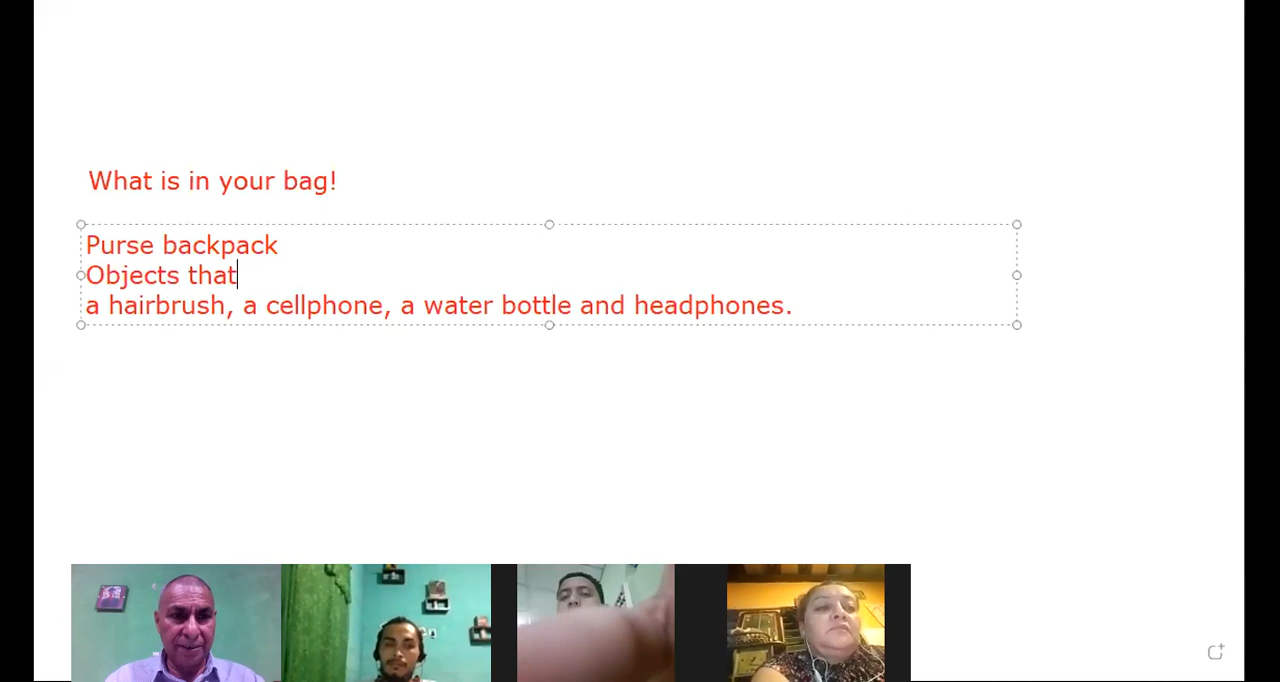 What is in your bag!
Purse backpack
Objects that
a hairbrush, a cellphone, a water bottle and headphones.